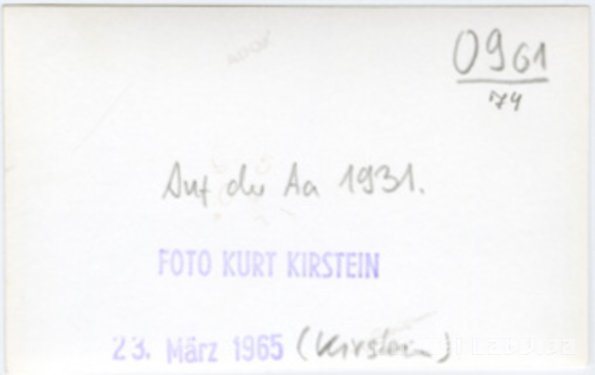 0961
74
Auf der Aa 1931.
FOTO KURT KIRSTEIN
23. März 1965 (Kirstein)